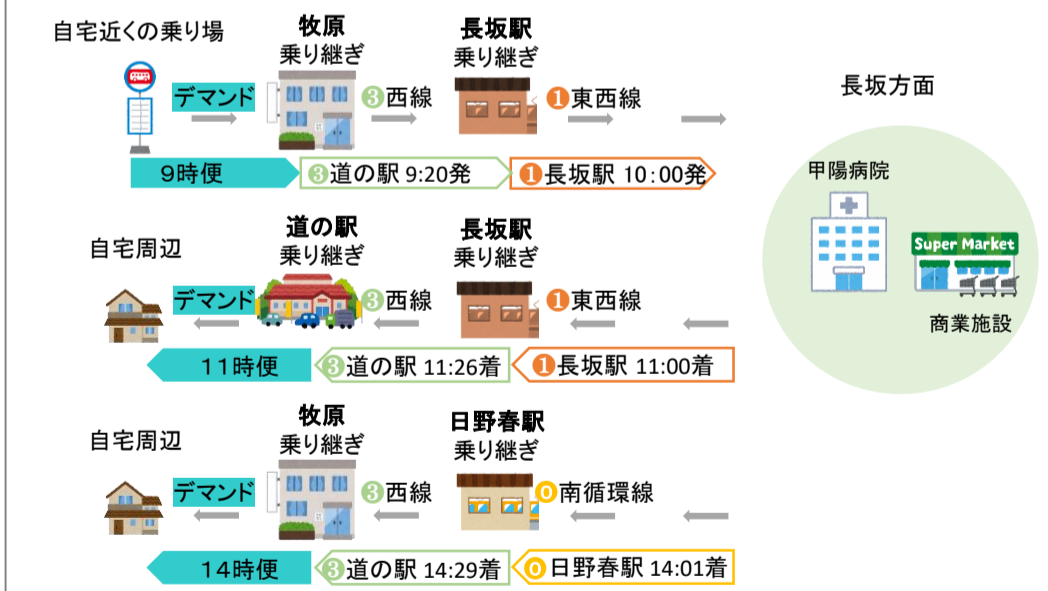 自宅近くの乗り場
牧原
乗り継ぎ
長坂駅
乗り継ぎ
デマンド
❸西線
❶東西線
9時便
❸道の駅 9:20発
❶長坂駅 10:00発
長坂方面
甲陽病院
Super Market
商業施設
自宅周辺
道の駅
乗り継ぎ
長坂駅
乗り継ぎ
デマンド
❸西線
❶東西線
11時便
❸道の駅 11:26着
❶長坂駅 11:00着
自宅周辺
牧原
乗り継ぎ
日野春駅
乗り継ぎ
デマンド
❸西線
⓿南循環線
14時便
❸道の駅 14:29着
⓿日野春駅 14:01着